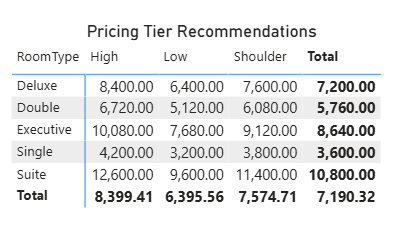 Pricing Tier Recommendations
RoomType High Low Shoulder Total
Deluxe 8,400.00 6,400.00 7,600.00 7,200.00
Double 6,720.00 5,120.00 6,080.00 5,760.00
Executive 10,080.00 7,680.00 9,120.00 8,640.00
Single 4,200.00 3,200.00 3,800.00 3,600.00
Suite 12,600.00 9,600.00 11,400.00 10,800.00
Total 8,399.41 6,395.56 7,574.71 7,190.32